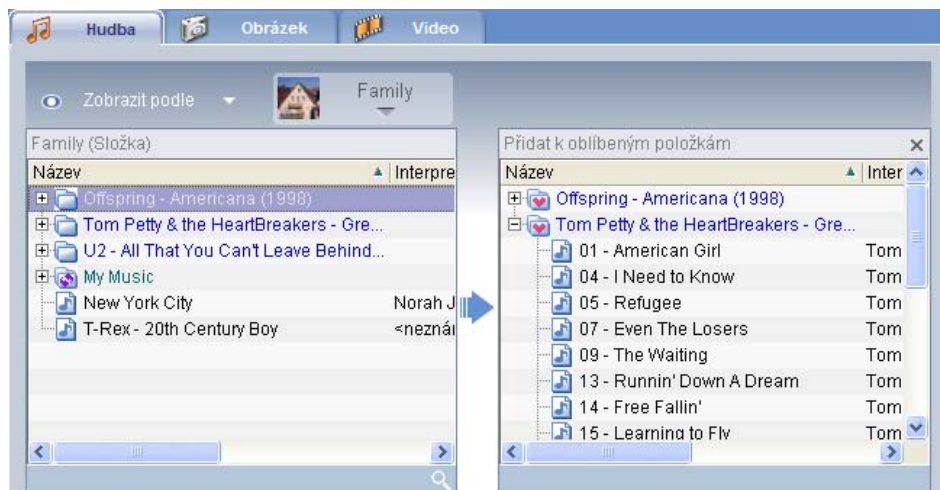 Hudba
Obrázek
Video
Zobrazit podle
Family
Family (Složka)
Název Interpre
Offspring - Americana (1998)
Tom Petty & the HeartBreakers - Gre...
U2 - All That You Can't Leave Behind...
My Music
New York City Norah J
T-Rex - 20th Century Boy <neznár
Přidat k oblíbeným položkám
Název Inter
Offspring - Americana (1998)
Tom Petty & the HeartBreakers - Gre...
01 - American Girl Tom
04 - I Need to Know Tom
05 - Refugee Tom
07 - Even The Losers Tom
09 - The Waiting Tom
13 - Runnin' Down A Dream Tom
14 - Free Fallin' Tom
15 - Learning to Fly Tom